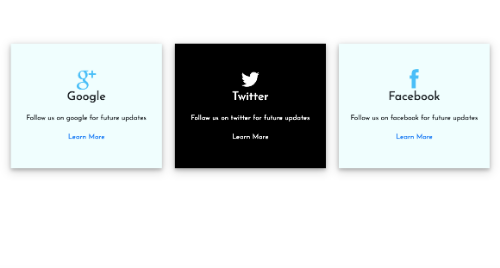 g+
Google
Follow us on google for future updates
Learn More
Twitter
Follow us on twitter for future updates
Learn More
f
Facebook
Follow us on facebook for future updates
Learn More